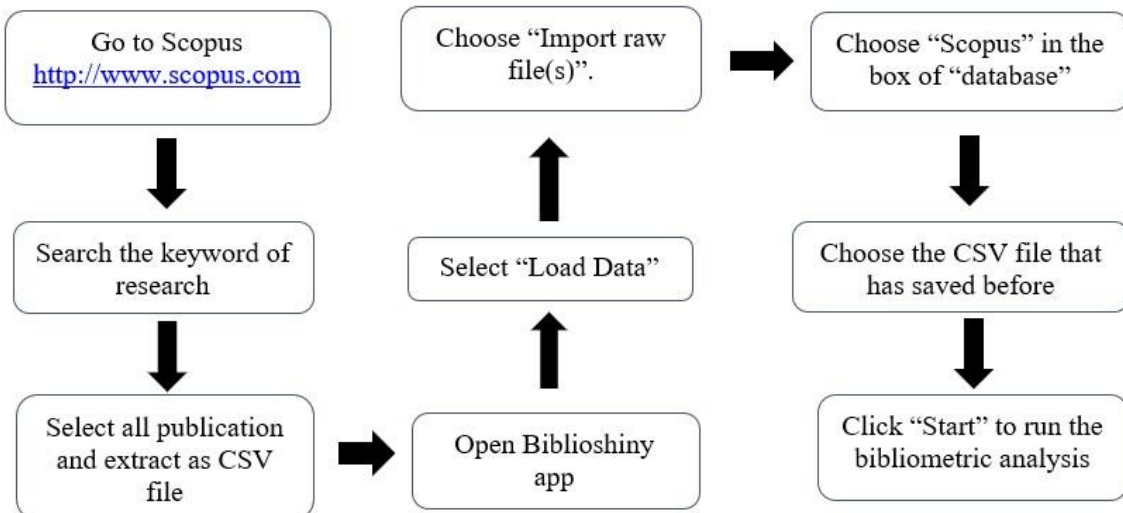 Go to Scopus
http://www.scopus.com
Search the keyword of
research
Select all publication
and extract as CSV
file
Open Biblioshiny
app
Select “Load Data”
Choose “Import raw
file(s)”.
Choose “Scopus” in the
box of “database”
Choose the CSV file that
has saved before
Click “Start” to run the
bibliometric analysis